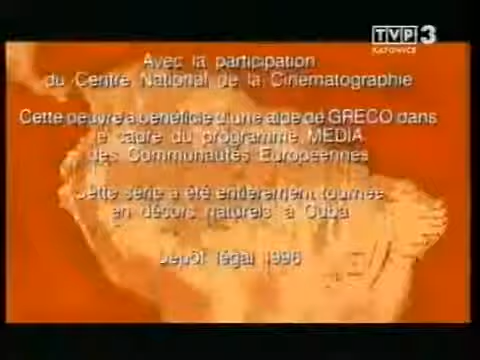 TVP 3
KATOWICE
Avec la participation
du Centre National de la Cinématographie
Cette oeuvre a bénéficié d'une aide de GRECO dans
le cadre du programme MEDIA
des Communautés Européennes
Cette série a été entièrement tournée
en décors naturels à Cuba
Dépôt légal 1996